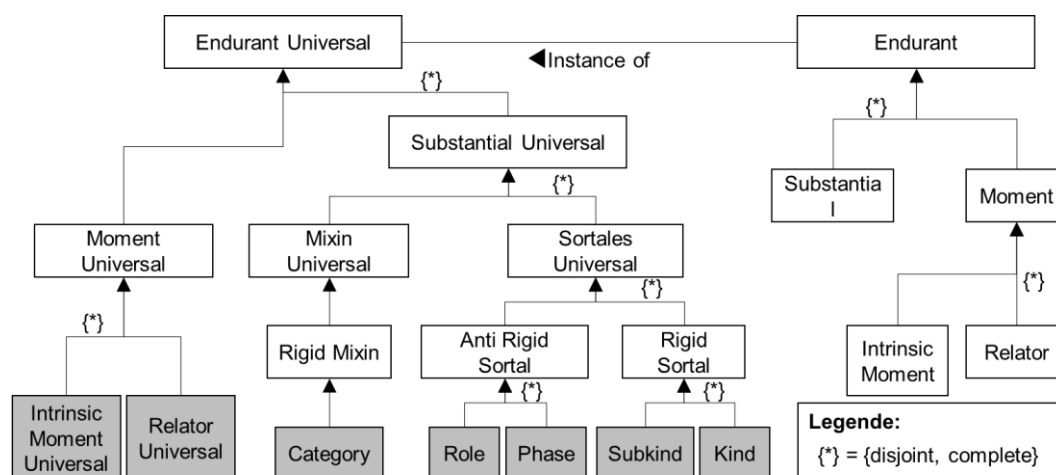 Endurant Universal
Endurant
◀Instance of
{*}
{*}
Substantial Universal
{*}
Substantia
l
Moment
Moment
Universal
Mixin
Universal
Sortales
Universal
{*}
{*}
{*}
Rigid Mixin
Anti Rigid
Sortal
Rigid
Sortal
Intrinsic
Moment
Relator
{*}
{*}
Intrinsic
Moment
Universal
Relator
Universal
Category
Role
Phase
Subkind
Kind
Legende:
{*} = {disjoint, complete}